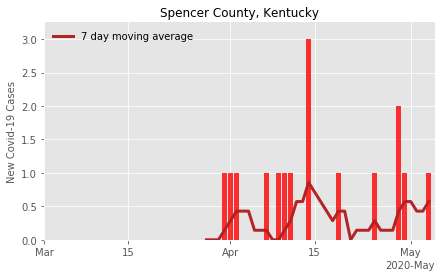 Spencer County, Kentucky
7 day moving average
New Covid-19 Cases
3.0
2.5
2.0
1.5
1.0
0.5
0.0
Mar 15 Apr 15 May
2020-May